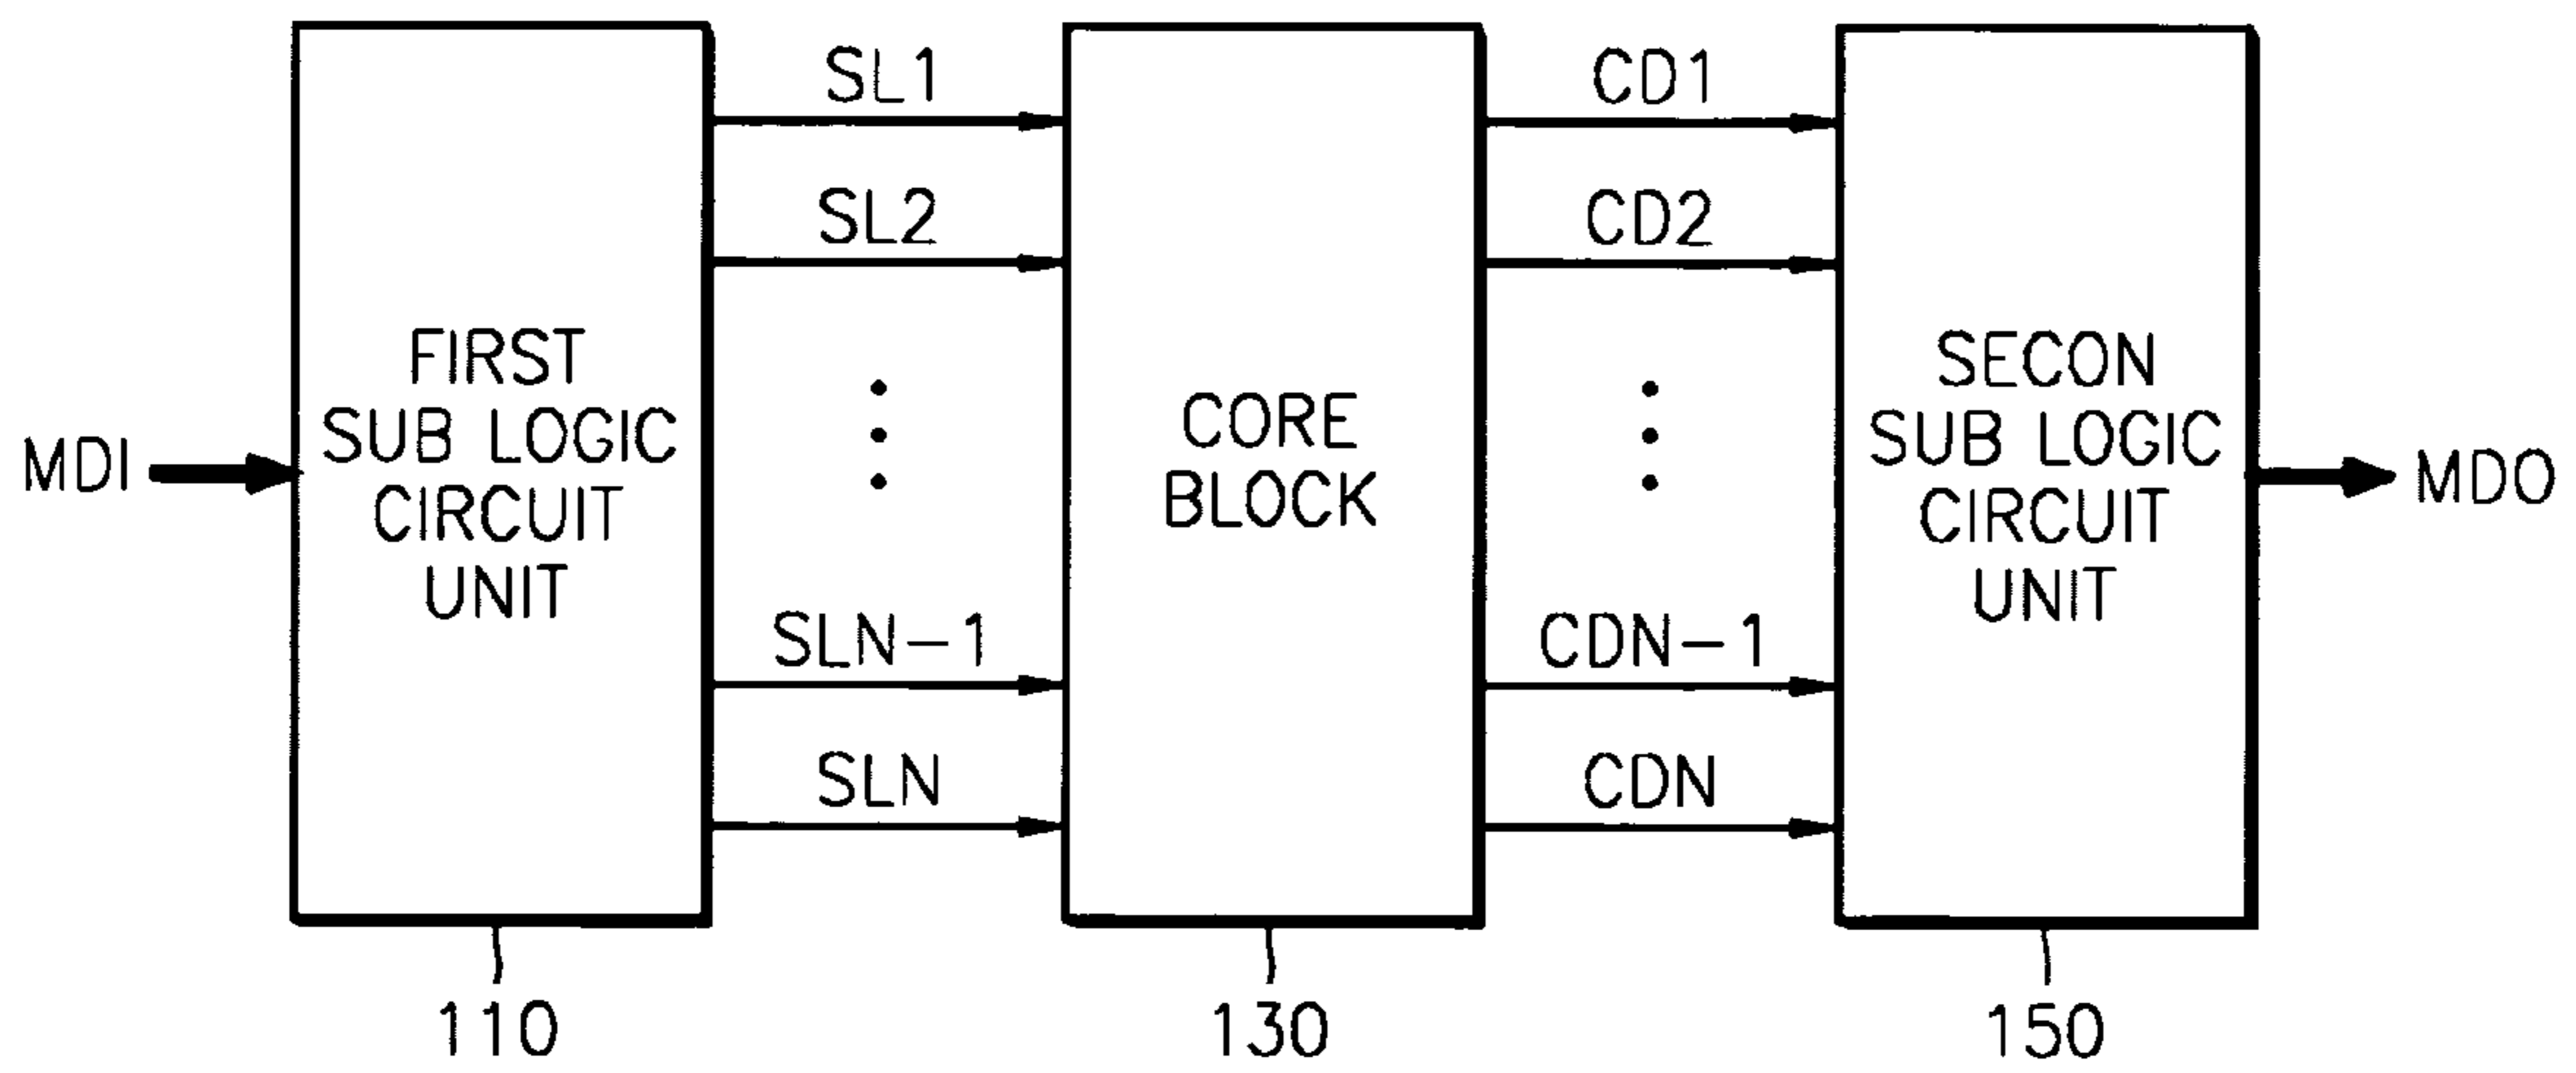 SL1
CD1
SL2
CD2
FIRST
SUB LOGIC
CIRCUIT
UNIT
MDI
CORE
BLOCK
SECON
SUB LOGIC
CIRCUIT
UNIT
MDO
SLN-1
CDN-1
SLN
CDN
110
130
150